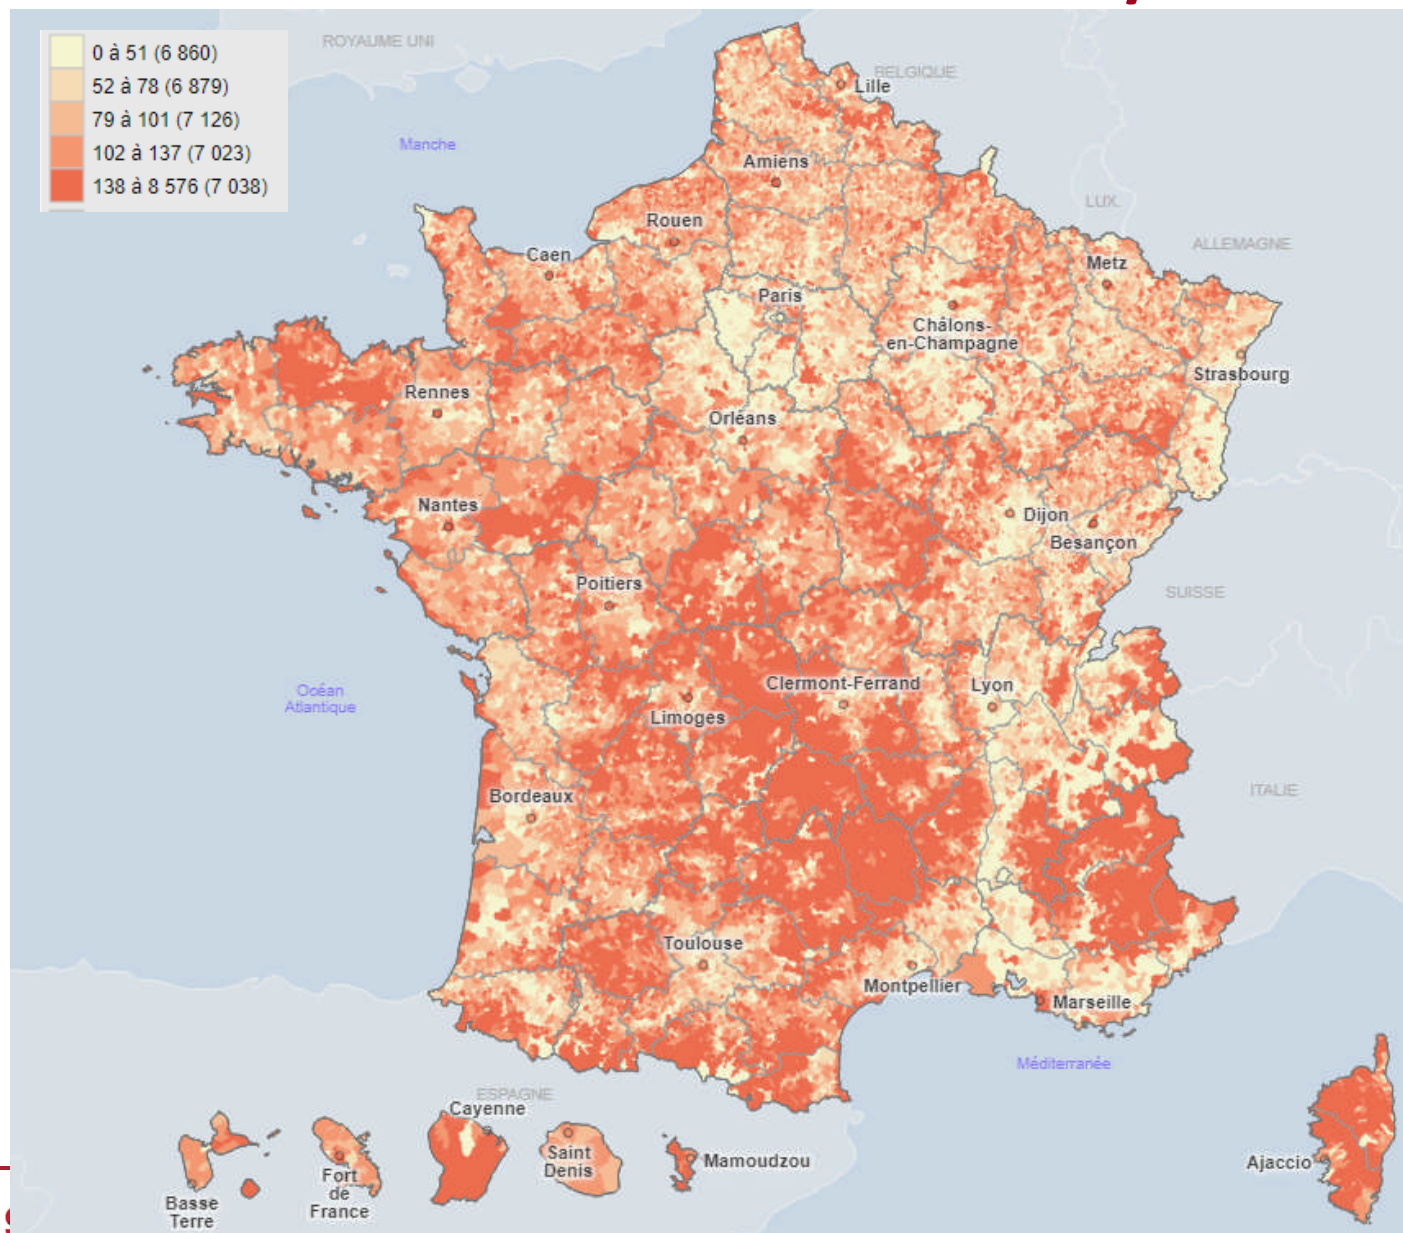 0 à 51 (6 860)
52 à 78 (6 879)
79 à 101 (7 126)
102 à 137 (7 023)
138 à 8 576 (7 038)
ROYAUME UNI
BELGIQUE
Lille
Manche
Amiens
LUX.
Rouen
ALLEMAGNE
Caen
Metz
Paris
Châlons-
en-Champagne
Strasbourg
Rennes
Orléans
Nantes
Dijon
Besançon
Poitiers
SUISSE
Océan
Atlantique
Clermont-Ferrand
Lyon
Limoges
Bordeaux
ITALIE
Toulouse
Montpellier
Marseille
Méditerranée
ESPAGNE
Cayenne
Saint
Denis
Mamoudzou
Ajaccio
Fort
de
France
Basse
Terre